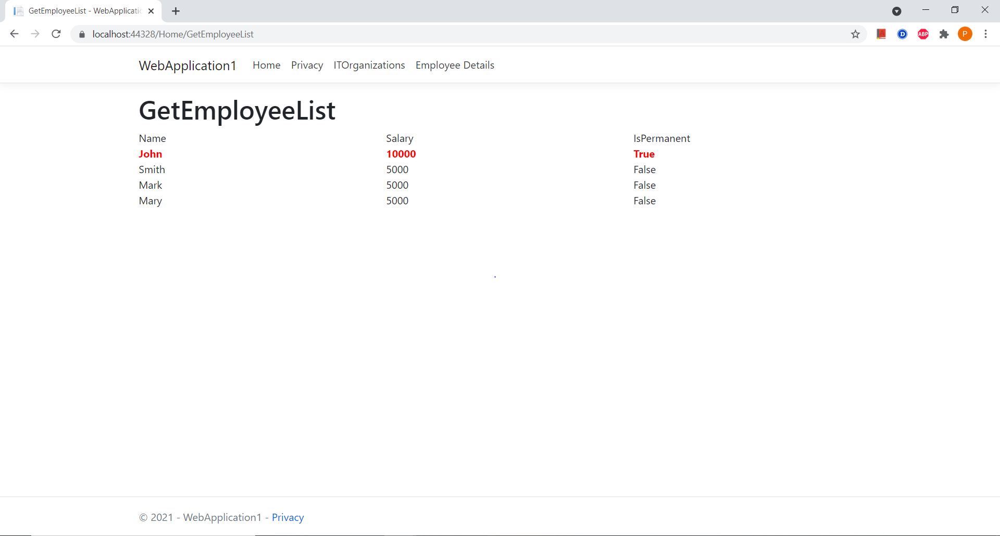 GetEmployeeList - WebApplicatic
localhost:44328/Home/GetEmployeeList
D
ABP
P
WebApplication1 Home Privacy ITOrganizations Employee Details
GetEmployeeList
Name Salary IsPermanent
John 10000 True
Smith 5000 False
Mark 5000 False
Mary 5000 False
© 2021 - WebApplication1 - Privacy